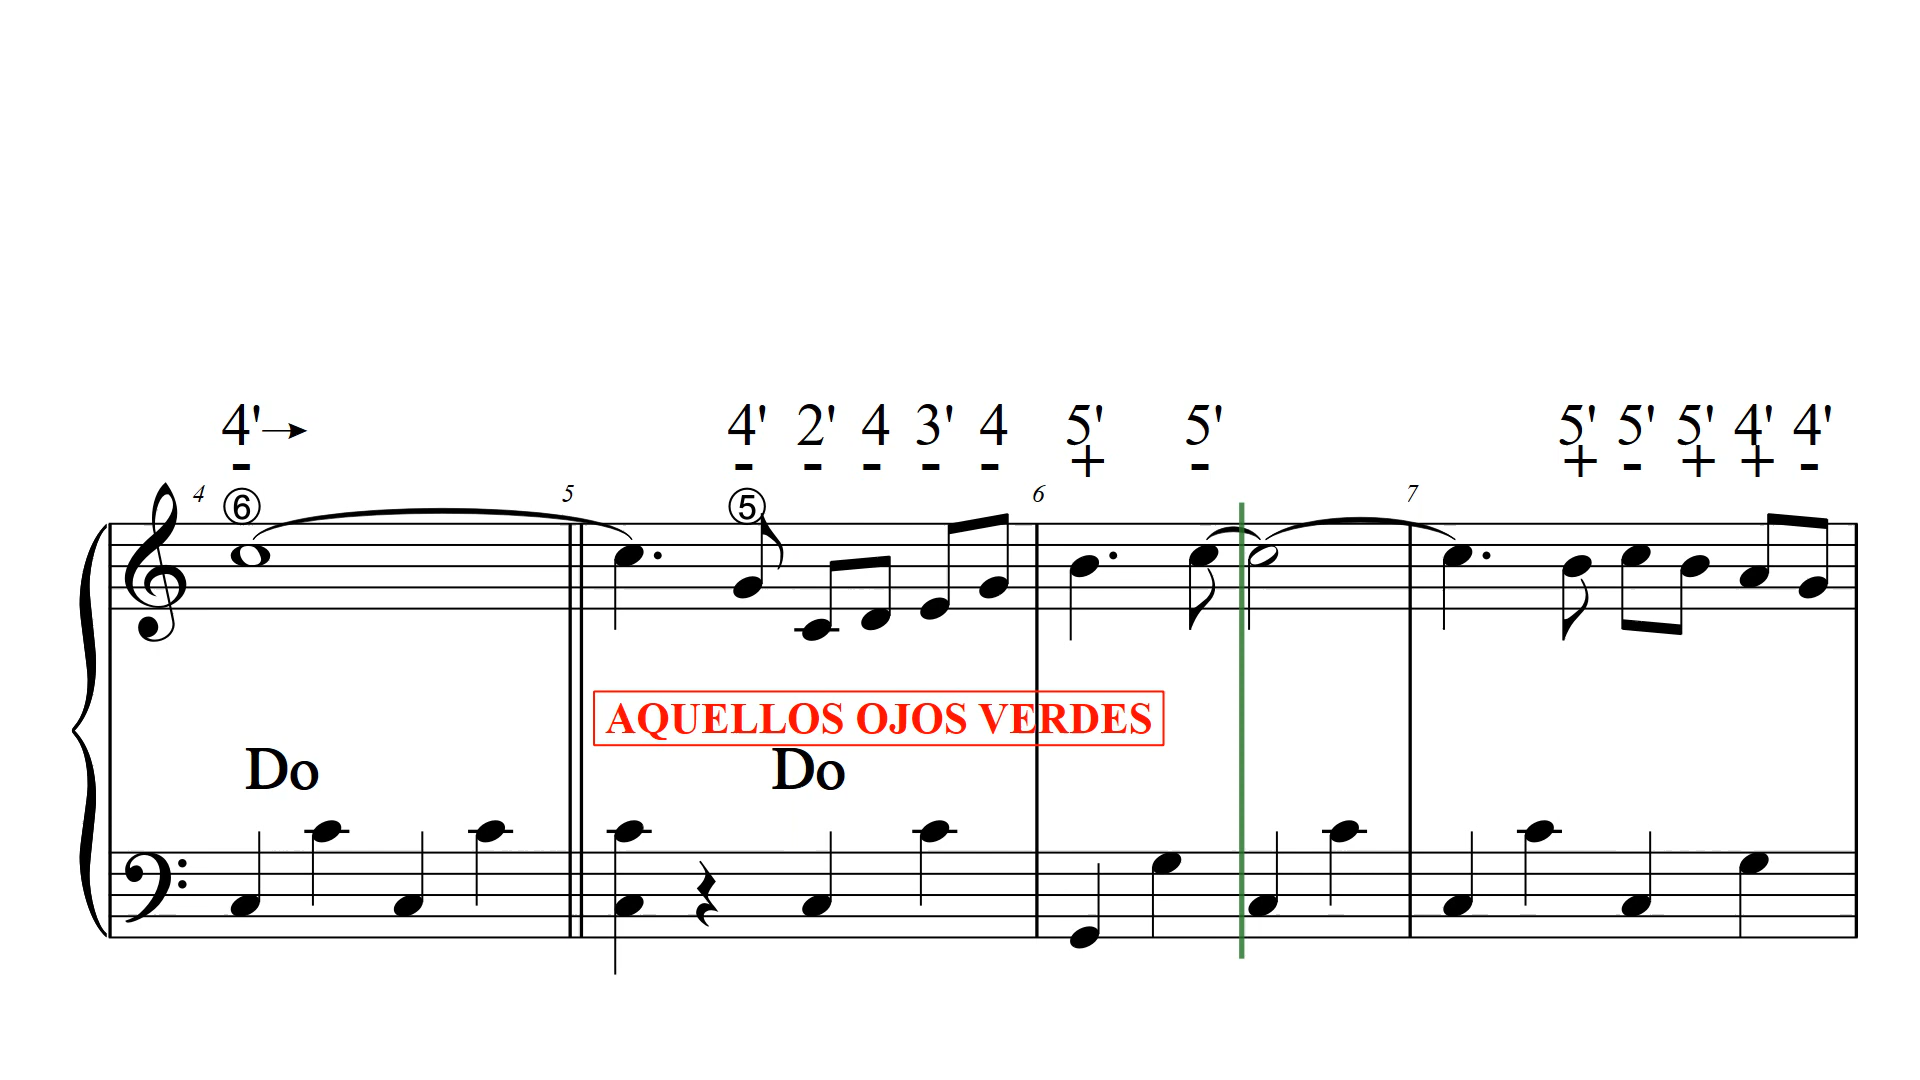 4' 4' 2' 4 3' 4 5' 5' 5' 5' 5' 4' 4'
- - - - - - + - + - + + -
4 ⑥ 5 ⑤ 6 7
AQUELLOS OJOS VERDES
Do Do